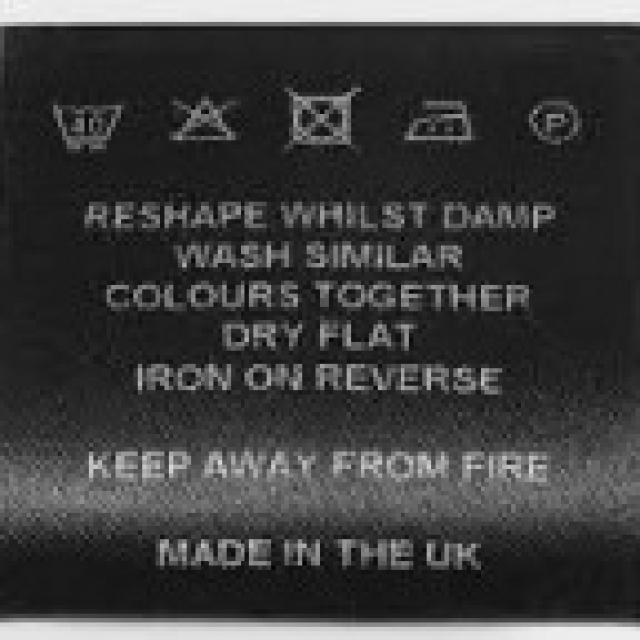 P
RESHAPE WHILST DAMP
WASH SIMILAR
COLOURS TOGETHER
DRY FLAT
IRON ON REVERSE
KEEP AWAY FROM FIRE
MADE IN THE UK